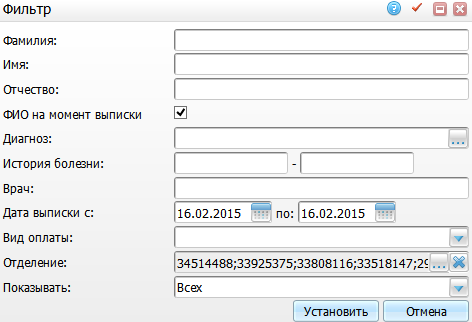 Фильтр
Фамилия:
Имя:
Отчество:
ФИО на момент выписки
Диагноз: ...
История болезни: -
Врач:
Дата выписки с: 16.02.2015 по: 16.02.2015
Вид оплаты:
Отделение: 34514488;33925375;33808116;33518147;29 ...
Показывать: Всех
Установить Отмена